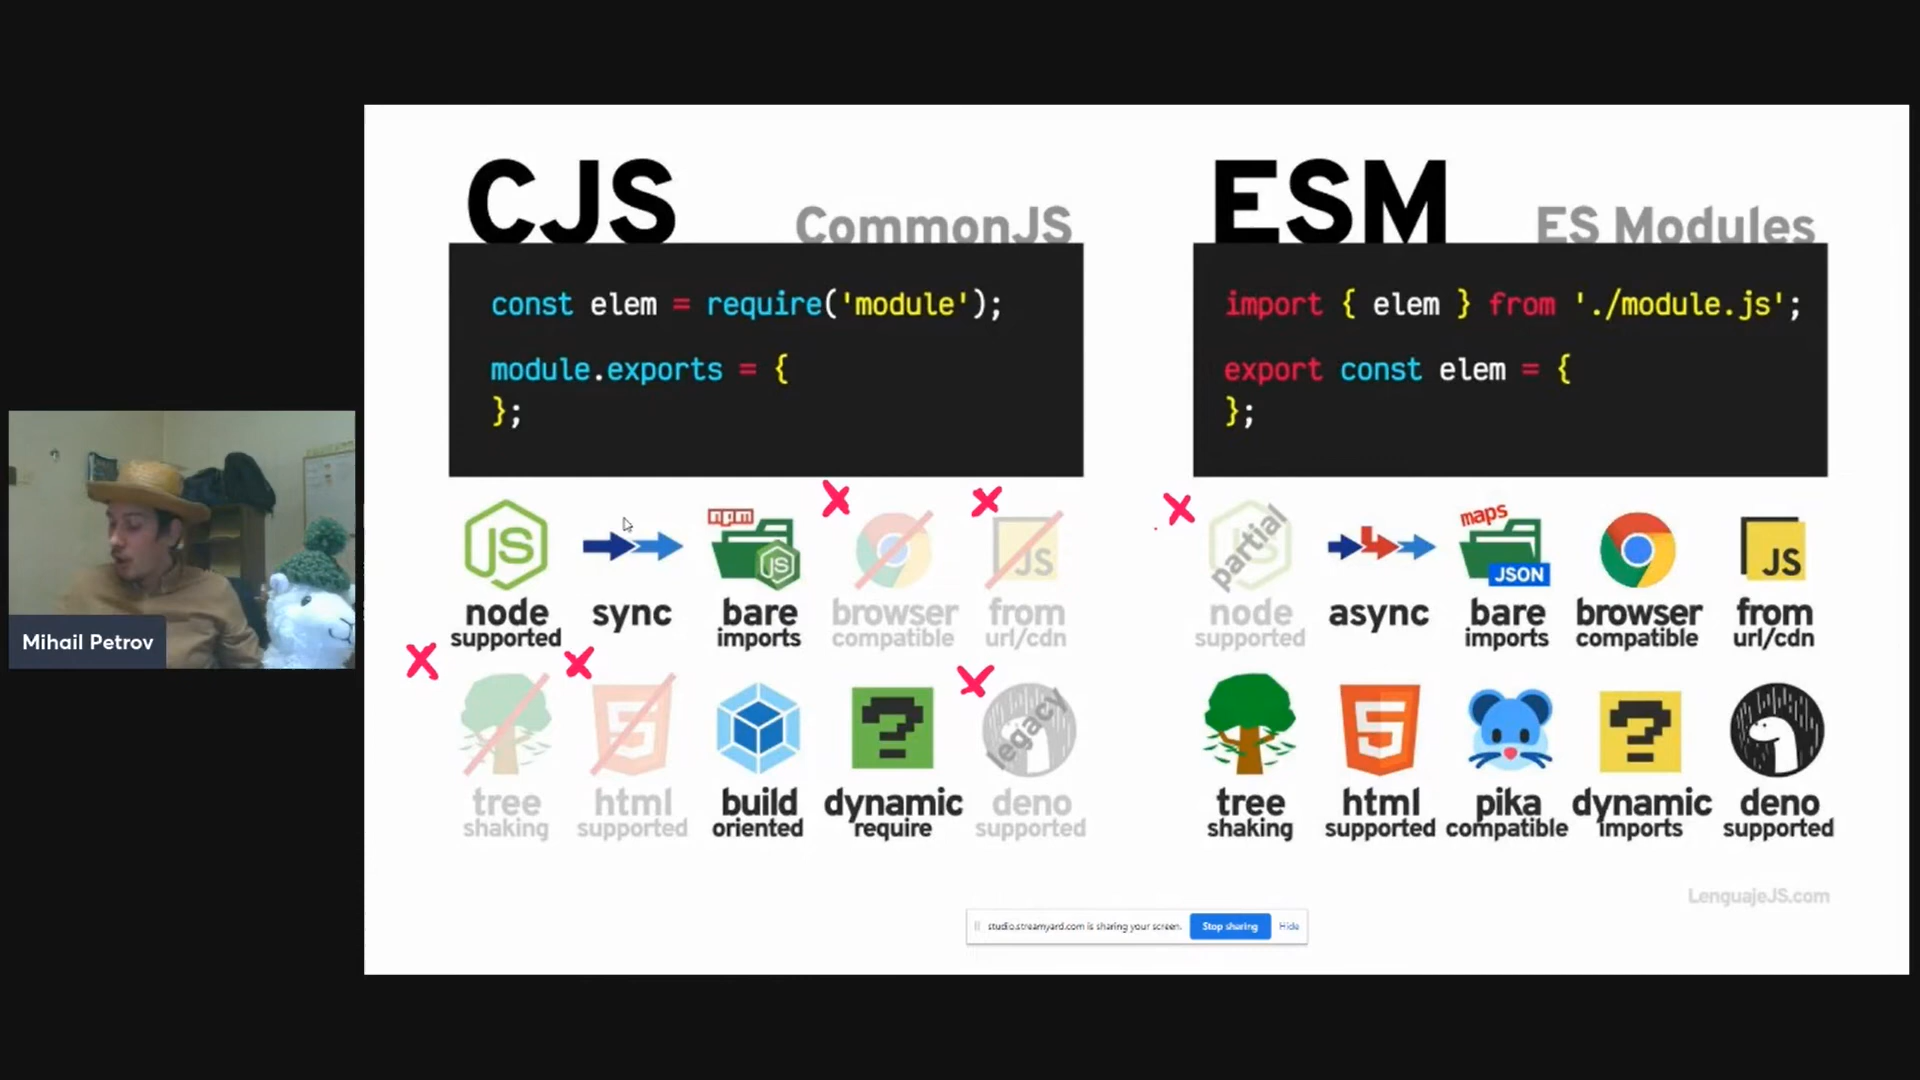 CJS
CommonJS
const elem = require('module');
module.exports = {
};
ESM
ES Modules
import { elem } from './module.js';
export const elem = {
};
JS
npm
JS
JS
node
supported
sync
bare
imports
browser
compatible
from
url/cdn
partial
maps
JSON
JS
node
supported
async
bare
imports
browser
compatible
from
url/cdn
5
?
legacy
tree
shaking
html
supported
build
oriented
dynamic
require
deno
supported
5
?
tree
shaking
html
supported
pika
compatible
dynamic
imports
deno
supported
LenguajeJS.com
studio.streamyard.com is sharing your screen.
Stop sharing
Hide
Mihail Petrov